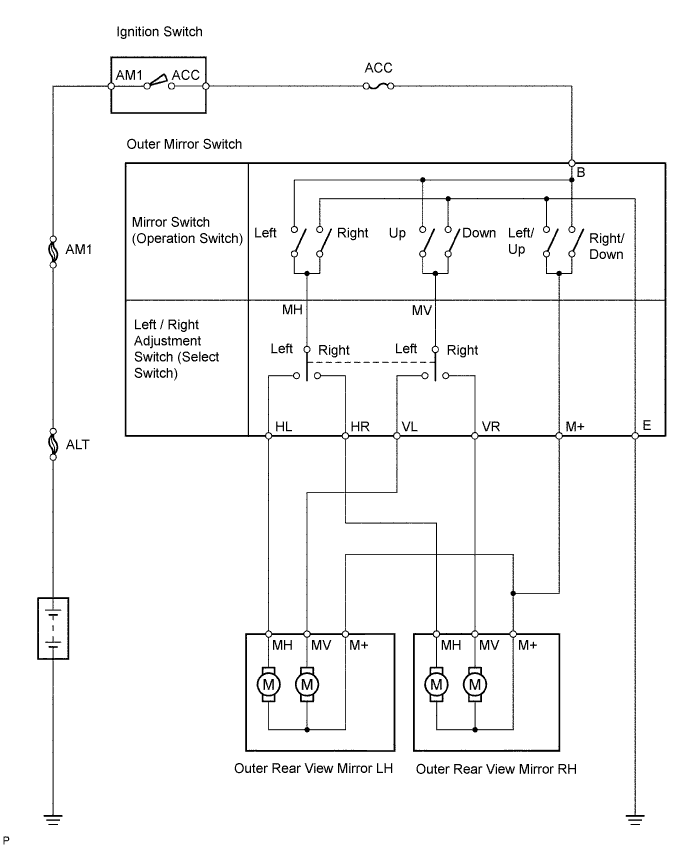 Ignition Switch
AM1 ACC
ACC
Outer Mirror Switch
B
Mirror Switch
(Operation Switch)
Left
Right
Up
Down
Left/
Up
Right/
Down
AM1
MH
MV
Left / Right
Adjustment
Switch (Select
Switch)
Left
Right
Left
Right
HL
HR
VL
VR
M+
E
ALT
MH
MV
M+
MH
MV
M+
M
M
M
M
Outer Rear View Mirror LH
Outer Rear View Mirror RH
P